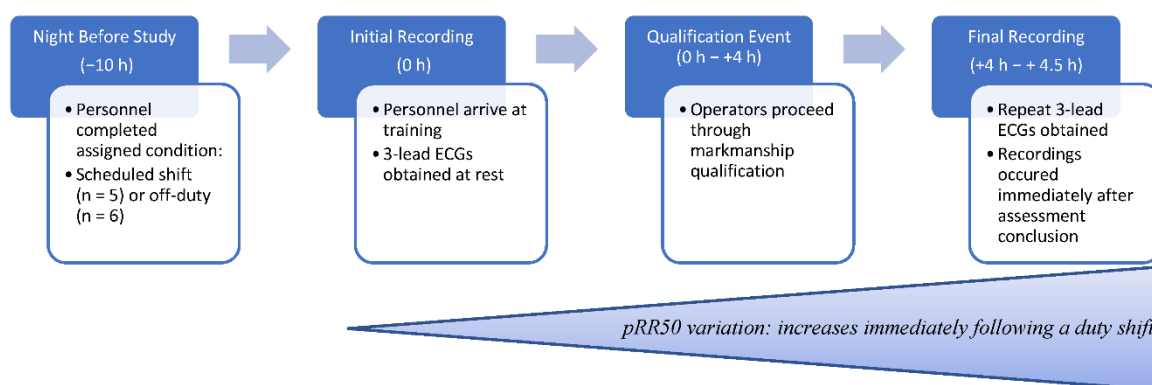 Night Before Study
(−10 h)
• Personnel
completed
assigned condition:
• Scheduled shift
(n = 5) or off-duty
(n = 6)
Initial Recording
(0 h)
• Personnel arrive at
training
• 3-lead ECGs
obtained at rest
Qualification Event
(0 h – +4 h)
• Operators proceed
through
markmanship
qualification
Final Recording
(+4 h – + 4.5 h)
• Repeat 3-lead
ECGs obtained
• Recordings
occured
immediately after
assessment
conclusion
pRR50 variation: increases immediately following a duty shift